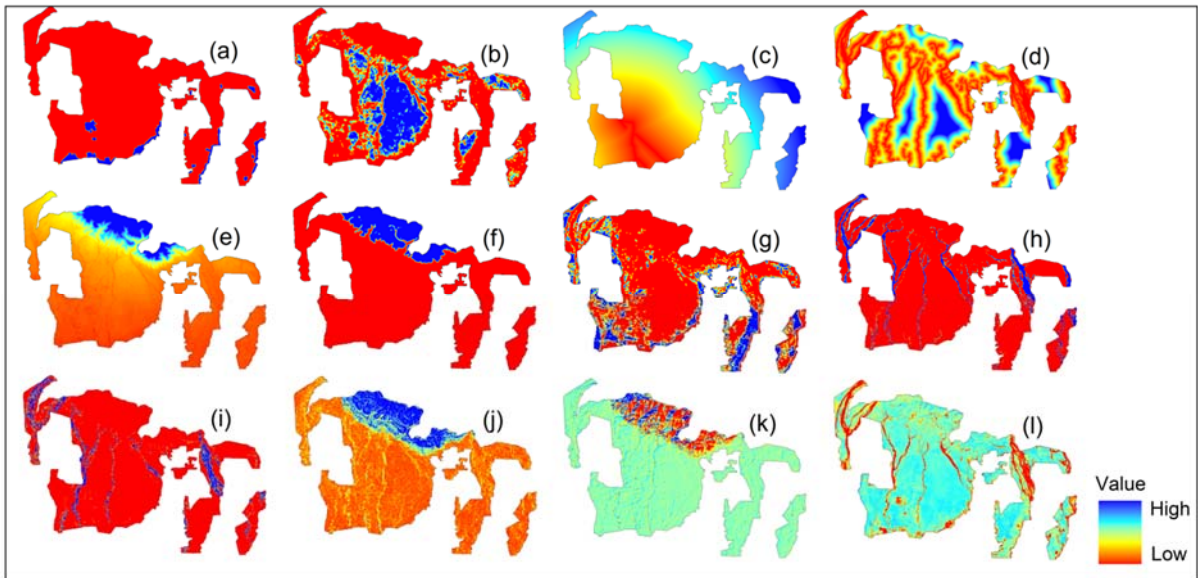 (a)
(b)
(c)
(d)
(e)
(f)
(g)
(h)
(i)
(j)
(k)
(l)
Value
High
Low